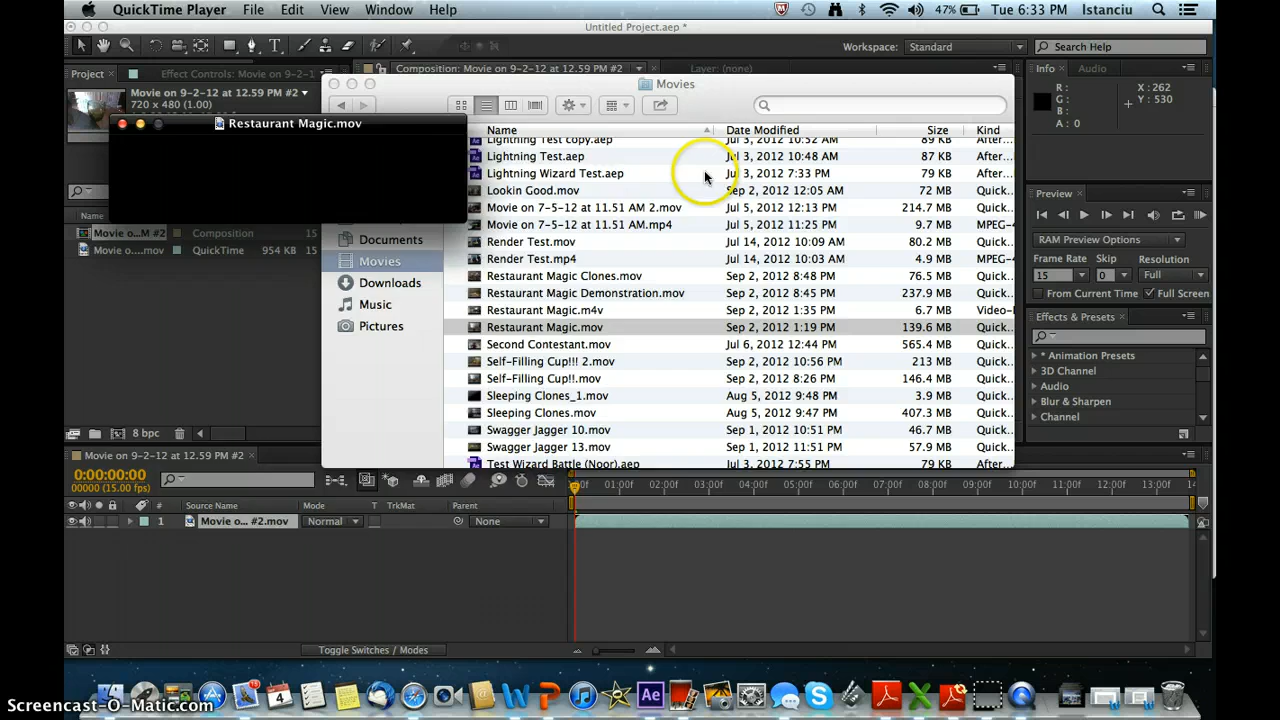 QuickTime Player File Edit View Window Help 47% Tue 6:33 PM Istanciu
Untitled Project.aep *
Workspace: Standard Search Help
Project Effect Controls: Movie on 9-2-1 Composition: Movie on 9-2-12 at 12.59 PM #2 Layer: (none) Info Audio
Movie on 9-2-12 at 12.59 PM #2
720 x 480 (1.00)
Movies
R: X: 262
G: Y: 530
B:
A: 0
Restaurant Magic.mov
Name Date Modified Size Kind
Lightning Test copy.aep Jul 3, 2012 10:52 AM 89 KB After...
Lightning Test.aep Jul 3, 2012 10:48 AM 87 KB After...
Lightning Wizard Test.aep Jul 3, 2012 7:33 PM 79 KB After...
Lookin Good.mov Sep 2, 2012 12:05 AM 72 MB Quick...
Movie on 7-5-12 at 11.51 AM 2.mov Jul 5, 2012 12:13 PM 214.7 MB Quick...
Movie on 7-5-12 at 11.51 AM.mp4 Jul 5, 2012 11:25 PM 9.7 MB MPEG-4
Render Test.mov Jul 14, 2012 10:09 AM 80.2 MB Quick...
Render Test.mp4 Jul 14, 2012 10:03 AM 4.9 MB MPEG-4
Restaurant Magic Clones.mov Sep 2, 2012 8:48 PM 76.5 MB Quick...
Restaurant Magic Demonstration.mov Sep 2, 2012 8:45 PM 237.9 MB Quick...
Restaurant Magic.m4v Sep 2, 2012 1:35 PM 6.7 MB Video-
Restaurant Magic.mov Sep 2, 2012 1:19 PM 139.6 MB Quick...
Second Contestant.mov Jul 6, 2012 12:44 PM 565.4 MB Quick...
Self-Filling Cup!!! 2.mov Sep 2, 2012 10:56 PM 213 MB Quick...
Self-Filling Cup!!.mov Sep 2, 2012 8:26 PM 146.4 MB Quick...
Sleeping Clones_1.mov Aug 5, 2012 9:48 PM 3.9 MB Quick...
Sleeping Clones.mov Aug 5, 2012 9:47 PM 407.3 MB Quick...
Swagger Jagger 10.mov Sep 1, 2012 10:51 PM 46.7 MB Quick...
Swagger Jagger 13.mov Sep 1, 2012 11:51 PM 57.9 MB Quick...
Test Wizard Battle (Noor).aep Jul 3, 2012 7:55 PM 79 KB After...
Documents
Movies
Downloads
Music
Pictures
Name
Movie o...M #2 Composition 15
Movie o....mov QuickTime 954 KB 15
8 bpc
Preview
RAM Preview Options
Frame Rate Skip Resolution
15 0 Full
From Current Time Full Screen
Effects & Presets
* Animation Presets
3D Channel
Audio
Blur & Sharpen
Channel
Movie on 9-2-12 at 12.59 PM #2
0:00:00:00
00000 (15.00 fps)
01:00f 02:00f 03:00f 04:00f 05:00f 06:00f 07:00f 08:00f 09:00f 10:00f 11:00f 12:00f 13:00f
# Source Name Mode T TrkMat Parent
1 Movie o... #2.mov Normal None
Toggle Switches / Modes
Screencast-O-Matic.com